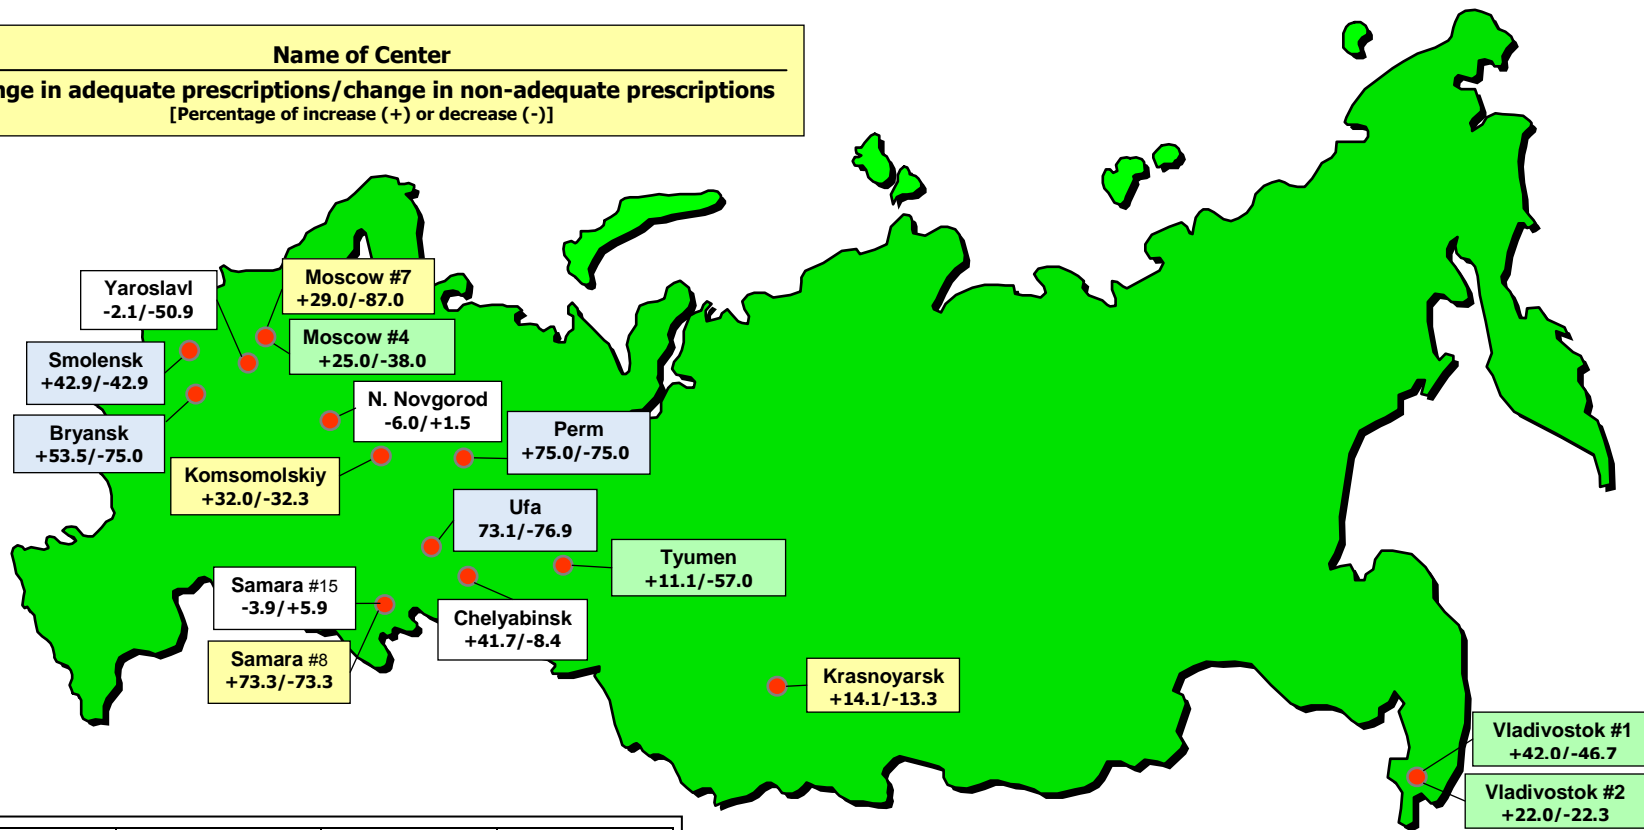 Name of Center
in adequate prescriptions/change in non-adequate prescriptions
[Percentage of increase (+) or decrease (-)]
Yaroslavl
-2.1/-50.9
Moscow #7
+29.0/-87.0
Moscow #4
+25.0/-38.0
Smolensk
+42.9/-42.9
N. Novgorod
-6.0/+1.5
Bryansk
+53.5/-75.0
Perm
+75.0/-75.0
Komsomolskiy
+32.0/-32.3
Ufa
73.1/-76.9
Tyumen
+11.1/-57.0
Samara #15
-3.9/+5.9
Chelyabinsk
+41.7/-8.4
Samara #8
+73.3/-73.3
Krasnoyarsk
+14.1/-13.3
Vladivostok #1
+42.0/-46.7
Vladivostok #2
+22.0/-22.3